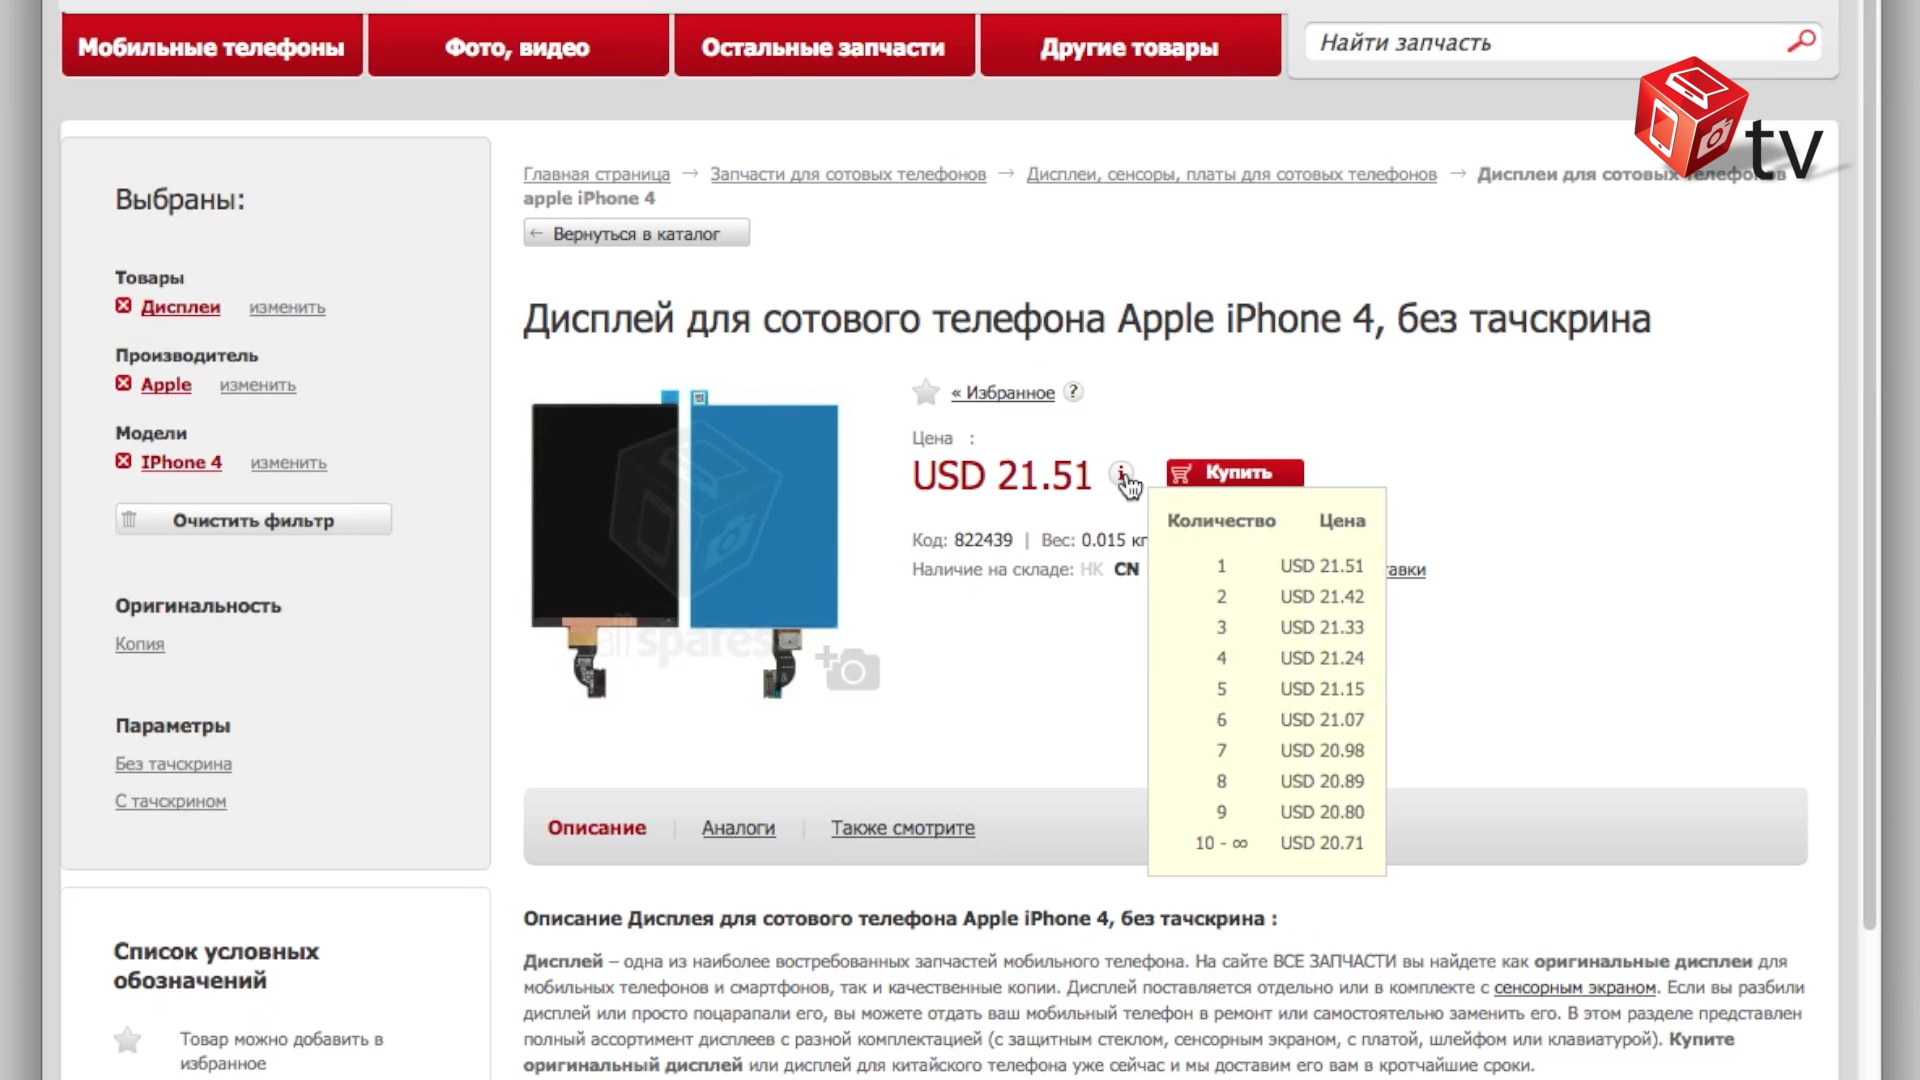 Мобильные телефоны
Фото, видео
Остальные запчасти
Другие товары
Найти запчасть
tv
Выбраны:
Товары
Дисплеи изменить
Производитель
Apple изменить
Модели
IPhone 4 изменить
Очистить фильтр
Оригинальность
Копия
Параметры
Без тачскрина
С тачскрином
Список условных
обозначений
Товар можно добавить в
избранное
Главная страница → Запчасти для сотовых телефонов → Дисплеи, сенсоры, платы для сотовых телефонов → Дисплеи для сотовых телефонов
apple iPhone 4
← Вернуться в каталог
Дисплей для сотового телефона Apple iPhone 4, без тачскрина
all spares
« Избранное ?
Цена :
USD 21.51 i Купить
Код: 822439 | Вес: 0.015 кг
Наличие на складе: HK CN
Количество Цена
1 USD 21.51
2 USD 21.42
3 USD 21.33
4 USD 21.24
5 USD 21.15
6 USD 21.07
7 USD 20.98
8 USD 20.89
9 USD 20.80
10 - ∞ USD 20.71
Описание | Аналоги | Также смотрите
Описание Дисплея для сотового телефона Apple iPhone 4, без тачскрина :
Дисплей – одна из наиболее востребованных запчастей мобильного телефона. На сайте ВСЕ ЗАПЧАСТИ вы найдете как оригинальные дисплеи для
мобильных телефонов и смартфонов, так и качественные копии. Дисплей поставляется отдельно или в комплекте с сенсорным экраном. Если вы разбили
дисплей или просто поцарапали его, вы можете отдать ваш мобильный телефон в ремонт или самостоятельно заменить его. В этом разделе представлен
полный ассортимент дисплеев с разной комплектацией (с защитным стеклом, сенсорным экраном, с платой, шлейфом или клавиатурой). Купите
оригинальный дисплей или дисплей для китайского телефона уже сейчас и мы доставим его вам в кротчайшие сроки.